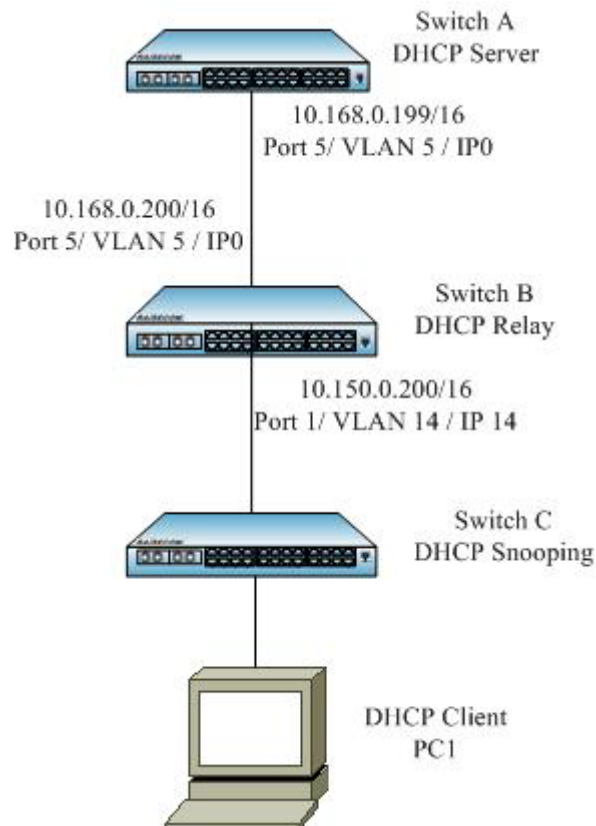 Switch A
DHCP Server
10.168.0.199/16
Port 5/ VLAN 5 / IP0
10.168.0.200/16
Port 5/ VLAN 5 / IP0
Switch B
DHCP Relay
10.150.0.200/16
Port 1/ VLAN 14 / IP 14
Switch C
DHCP Snooping
DHCP Client
PC1